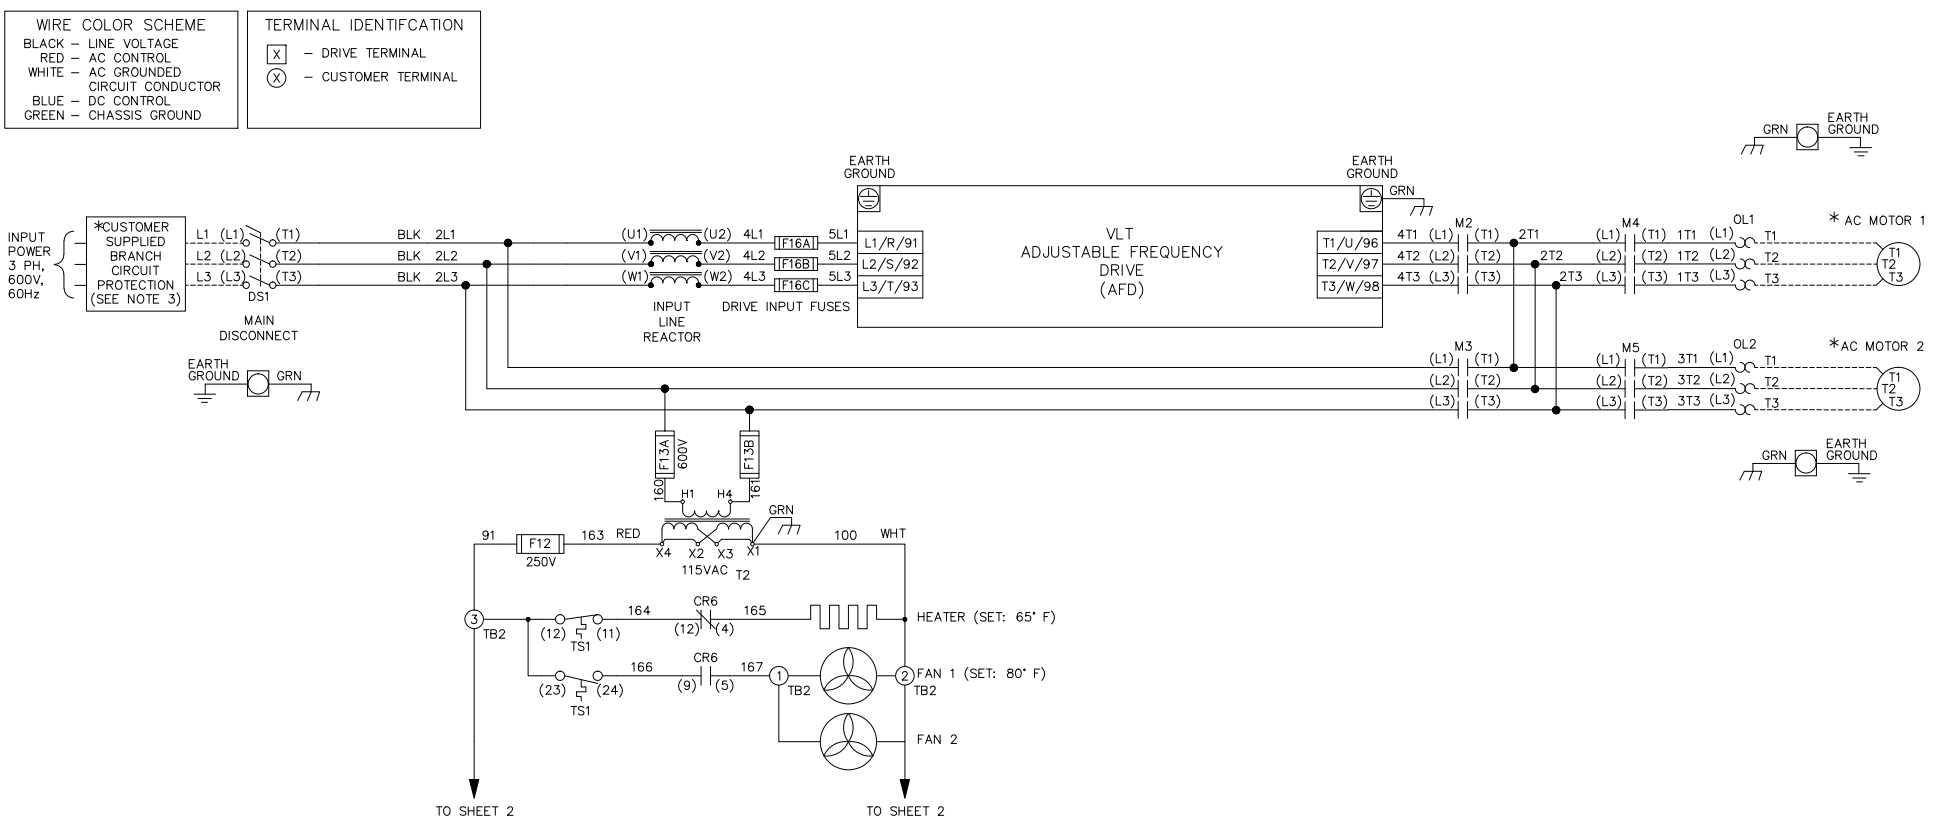 WIRE COLOR SCHEME
BLACK – LINE VOLTAGE
RED – AC CONTROL
WHITE – AC GROUNDED
CIRCUIT CONDUCTOR
BLUE – DC CONTROL
GREEN – CHASSIS GROUND
TERMINAL IDENTIFCATION
X – DRIVE TERMINAL
X – CUSTOMER TERMINAL
INPUT
POWER
3 PH,
600V,
60Hz
*CUSTOMER
SUPPLIED
BRANCH
CIRCUIT
PROTECTION
(SEE NOTE 3)
L1 (L1) (T1) BLK 2L1 (U1) (U2) 4L1 F16A 5L1 L1/R/91
L2 (L2) (T2) BLK 2L2 (V1) (V2) 4L2 F16B 5L2 L2/S/92
L3 (L3) (T3) BLK 2L3 (W1) (W2) 4L3 F16C 5L3 L3/T/93
DS1
MAIN
DISCONNECT
INPUT
LINE
REACTOR
DRIVE INPUT FUSES
EARTH
GROUND
GRN
EARTH
GROUND
VLT
ADJUSTABLE FREQUENCY
DRIVE
(AFD)
EARTH
GROUND
GRN
GRN
EARTH
GROUND
M2
M4
OL1
* AC MOTOR 1
T1/U/96 4T1 (L1) (T1) 2T1 (L1) (T1) 1T1 (L1) T1
T2/V/97 4T2 (L2) (T2) 2T2 (L2) (T2) 1T2 (L2) T2
T3/W/98 4T3 (L3) (T3) 2T3 (L3) (T3) 1T3 (L3) T3
T1
T2
T3
M3
M5
OL2
*AC MOTOR 2
(L1) (T1) (L1) (T1) 3T1 (L1) T1
(L2) (T2) (L2) (T2) 3T2 (L2) T2
(L3) (T3) (L3) (T3) 3T3 (L3) T3
T1
T2
T3
GRN
EARTH
GROUND
F13A
600V
F13B
160
161
H1 H4
GRN
91 F12 163 RED
250V
X4 X2 X3 X1
115VAC T2
100 WHT
3
TB2
(12) (11)
TS1
164
CR6
(12) (4)
165
HEATER (SET: 65° F)
(23) (24)
TS1
166
CR6
(9) (5)
167
1
TB2
2
TB2
FAN 1 (SET: 80° F)
FAN 2
TO SHEET 2
TO SHEET 2